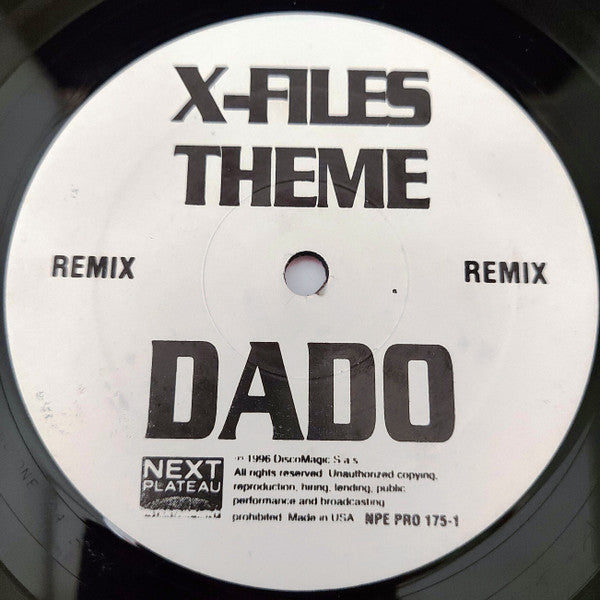 X-FILES
THEME
REMIX
REMIX
DADO
NEXT
PLATEAU
℗ 1996 DiscoMagic S.a.s.
All rights reserved. Unauthorized copying,
reproduction, hiring, lending, public
performance and broadcasting
prohibited. Made in USA NPE PRO 175-1